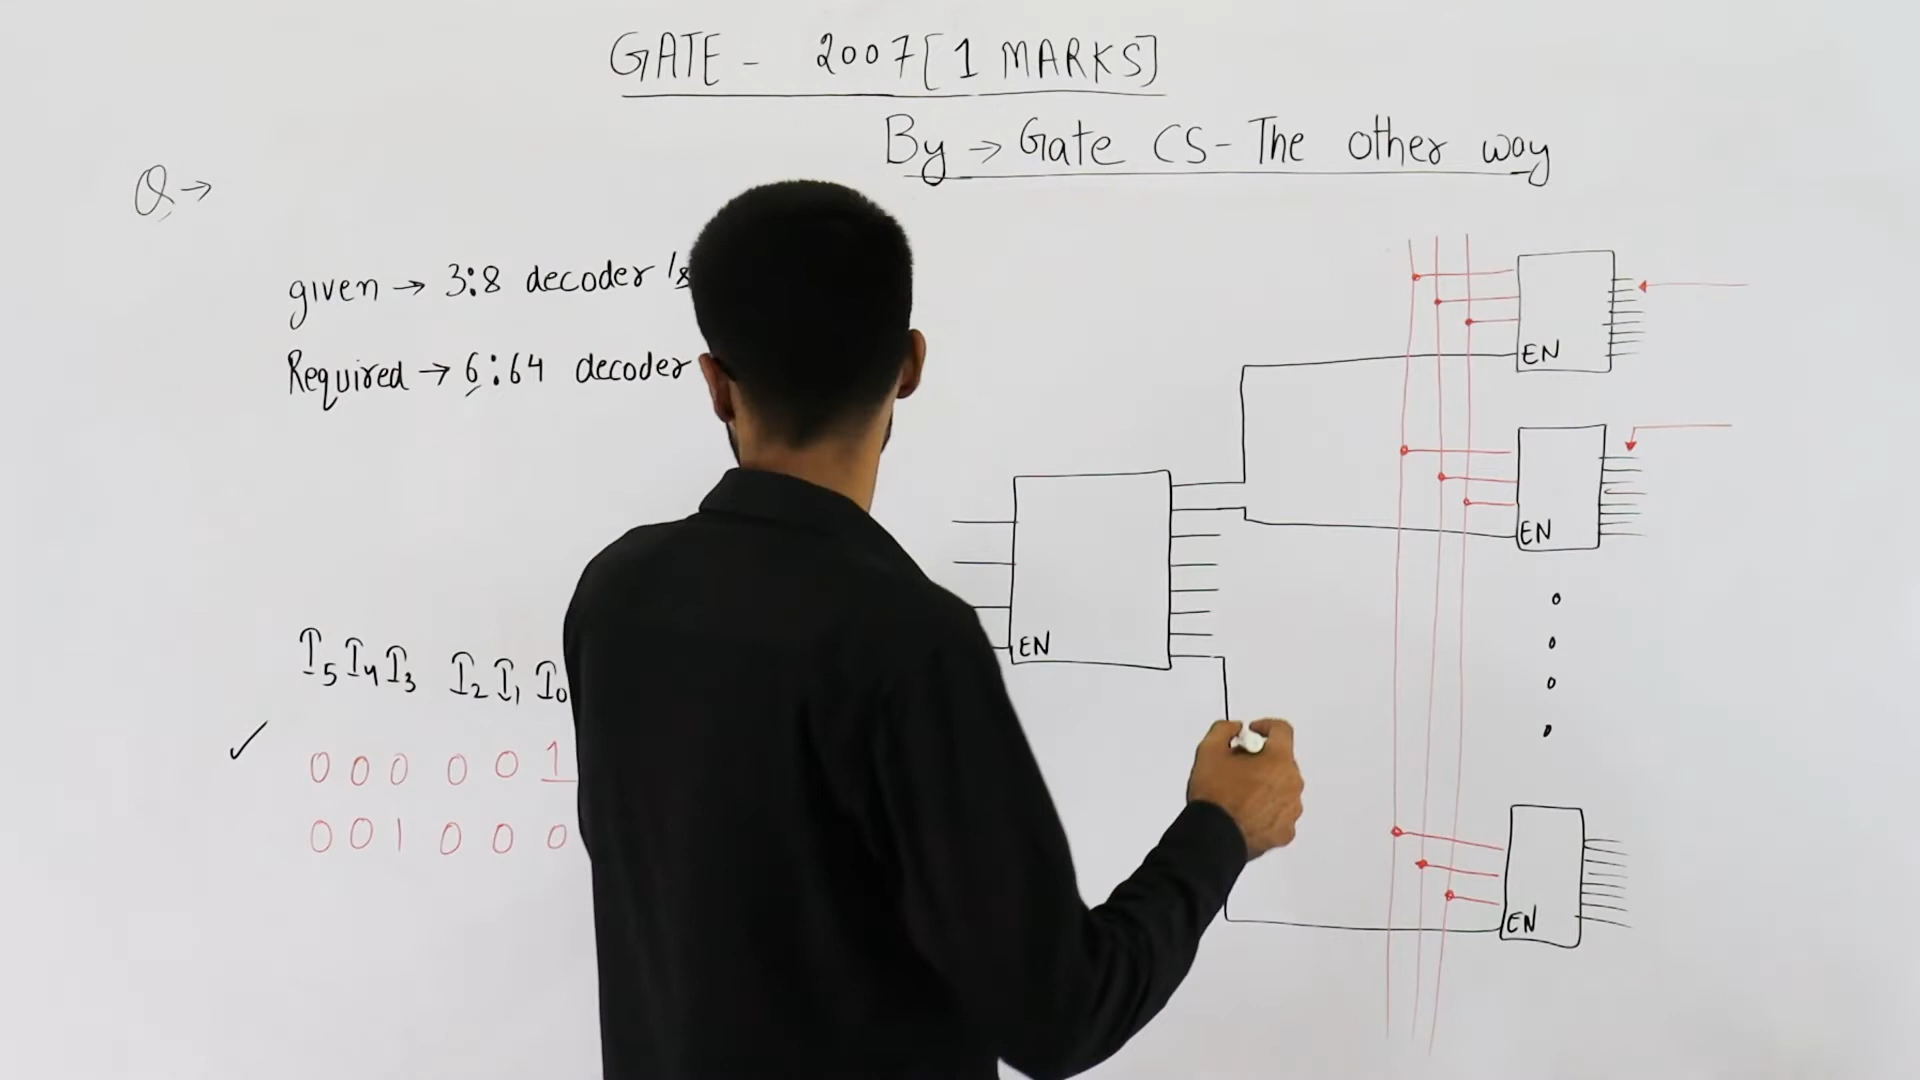 GATE - 2007 [1 MARKS]
By → Gate CS - The other way
Q →
given → 3:8 decoder/s
Required → 6:64 decoder
EN
EN
EN
I5 I4 I3 I2 I1 I0
0 0 0 0 0 1
0 0 1 0 0 0
EN